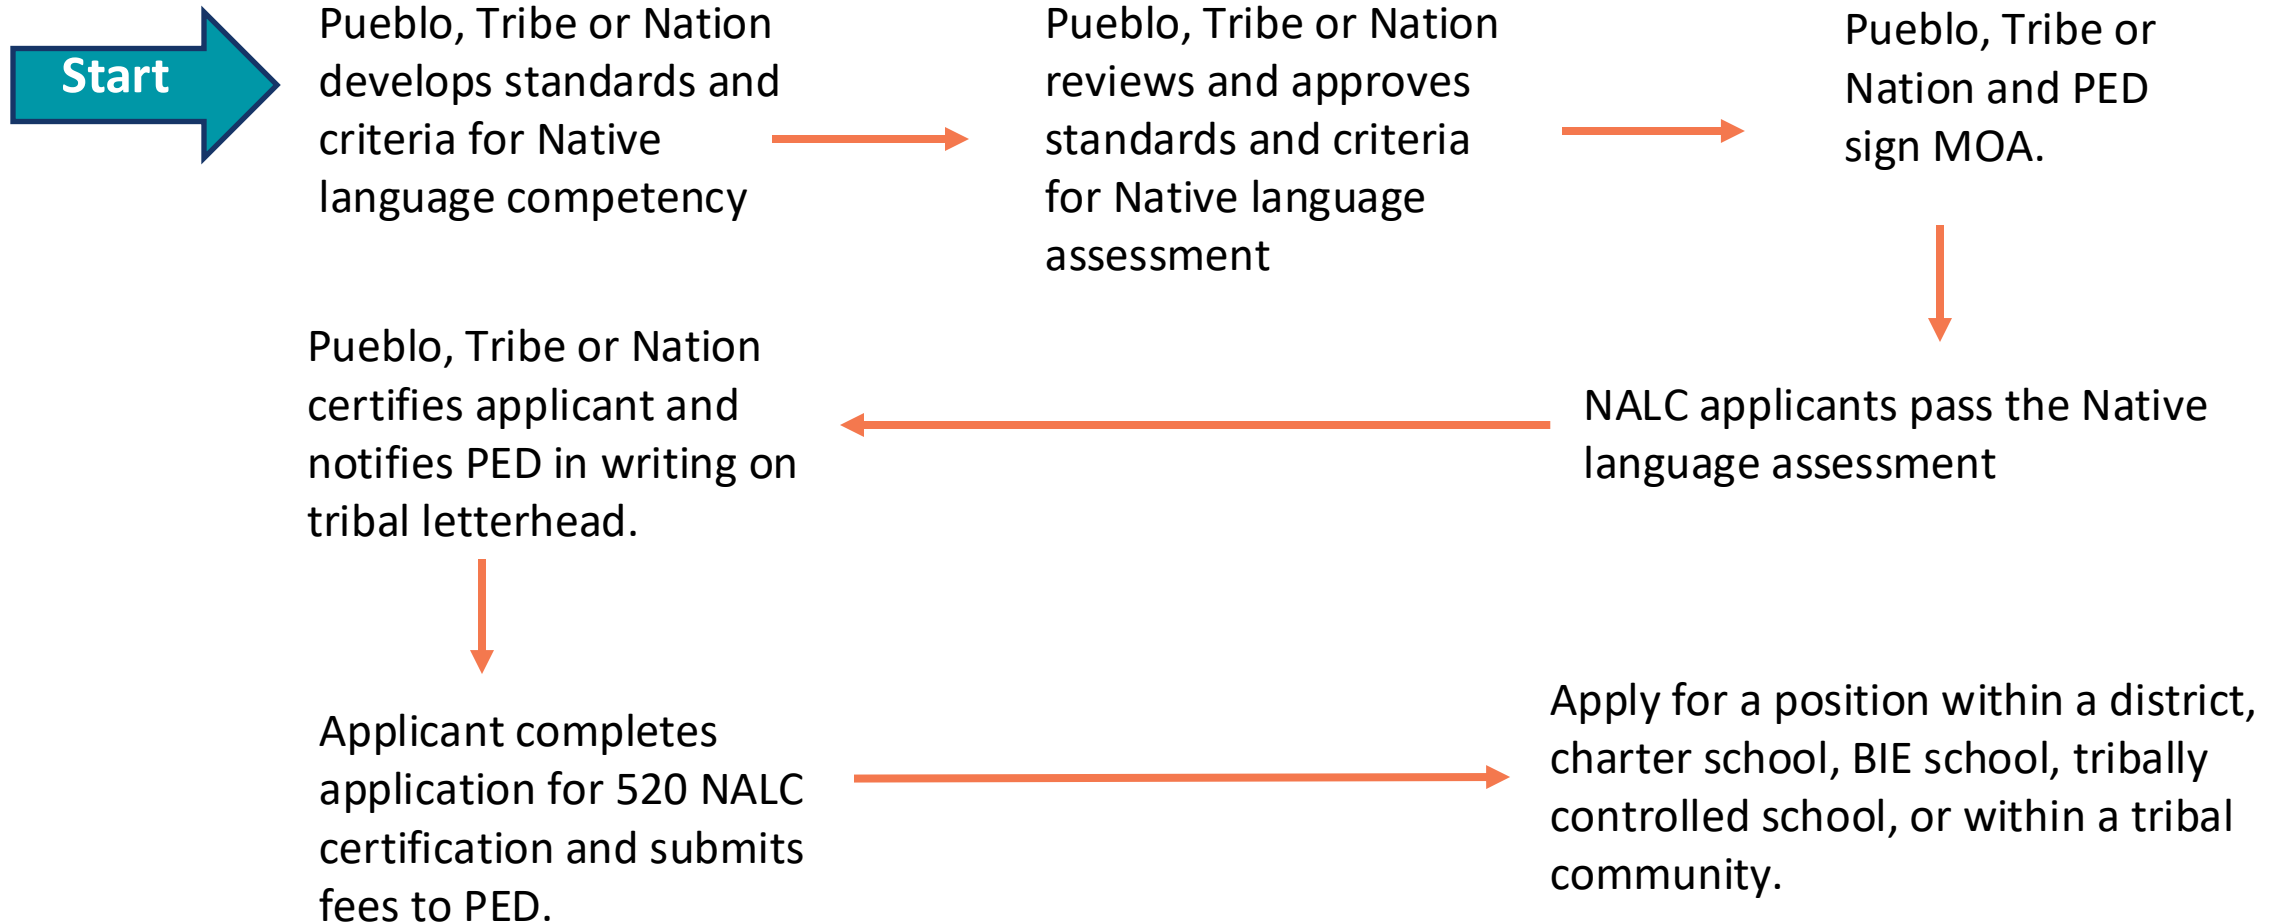 Start
Pueblo, Tribe or Nation
develops standards and
criteria for Native
language competency
Pueblo, Tribe or Nation
reviews and approves
standards and criteria
for Native language
assessment
Pueblo, Tribe or
Nation and PED
sign MOA.
NALC applicants pass the Native
language assessment
Pueblo, Tribe or Nation
certifies applicant and
notifies PED in writing on
tribal letterhead.
Applicant completes
application for 520 NALC
certification and submits
fees to PED.
Apply for a position within a district,
charter school, BIE school, tribally
controlled school, or within a tribal
community.